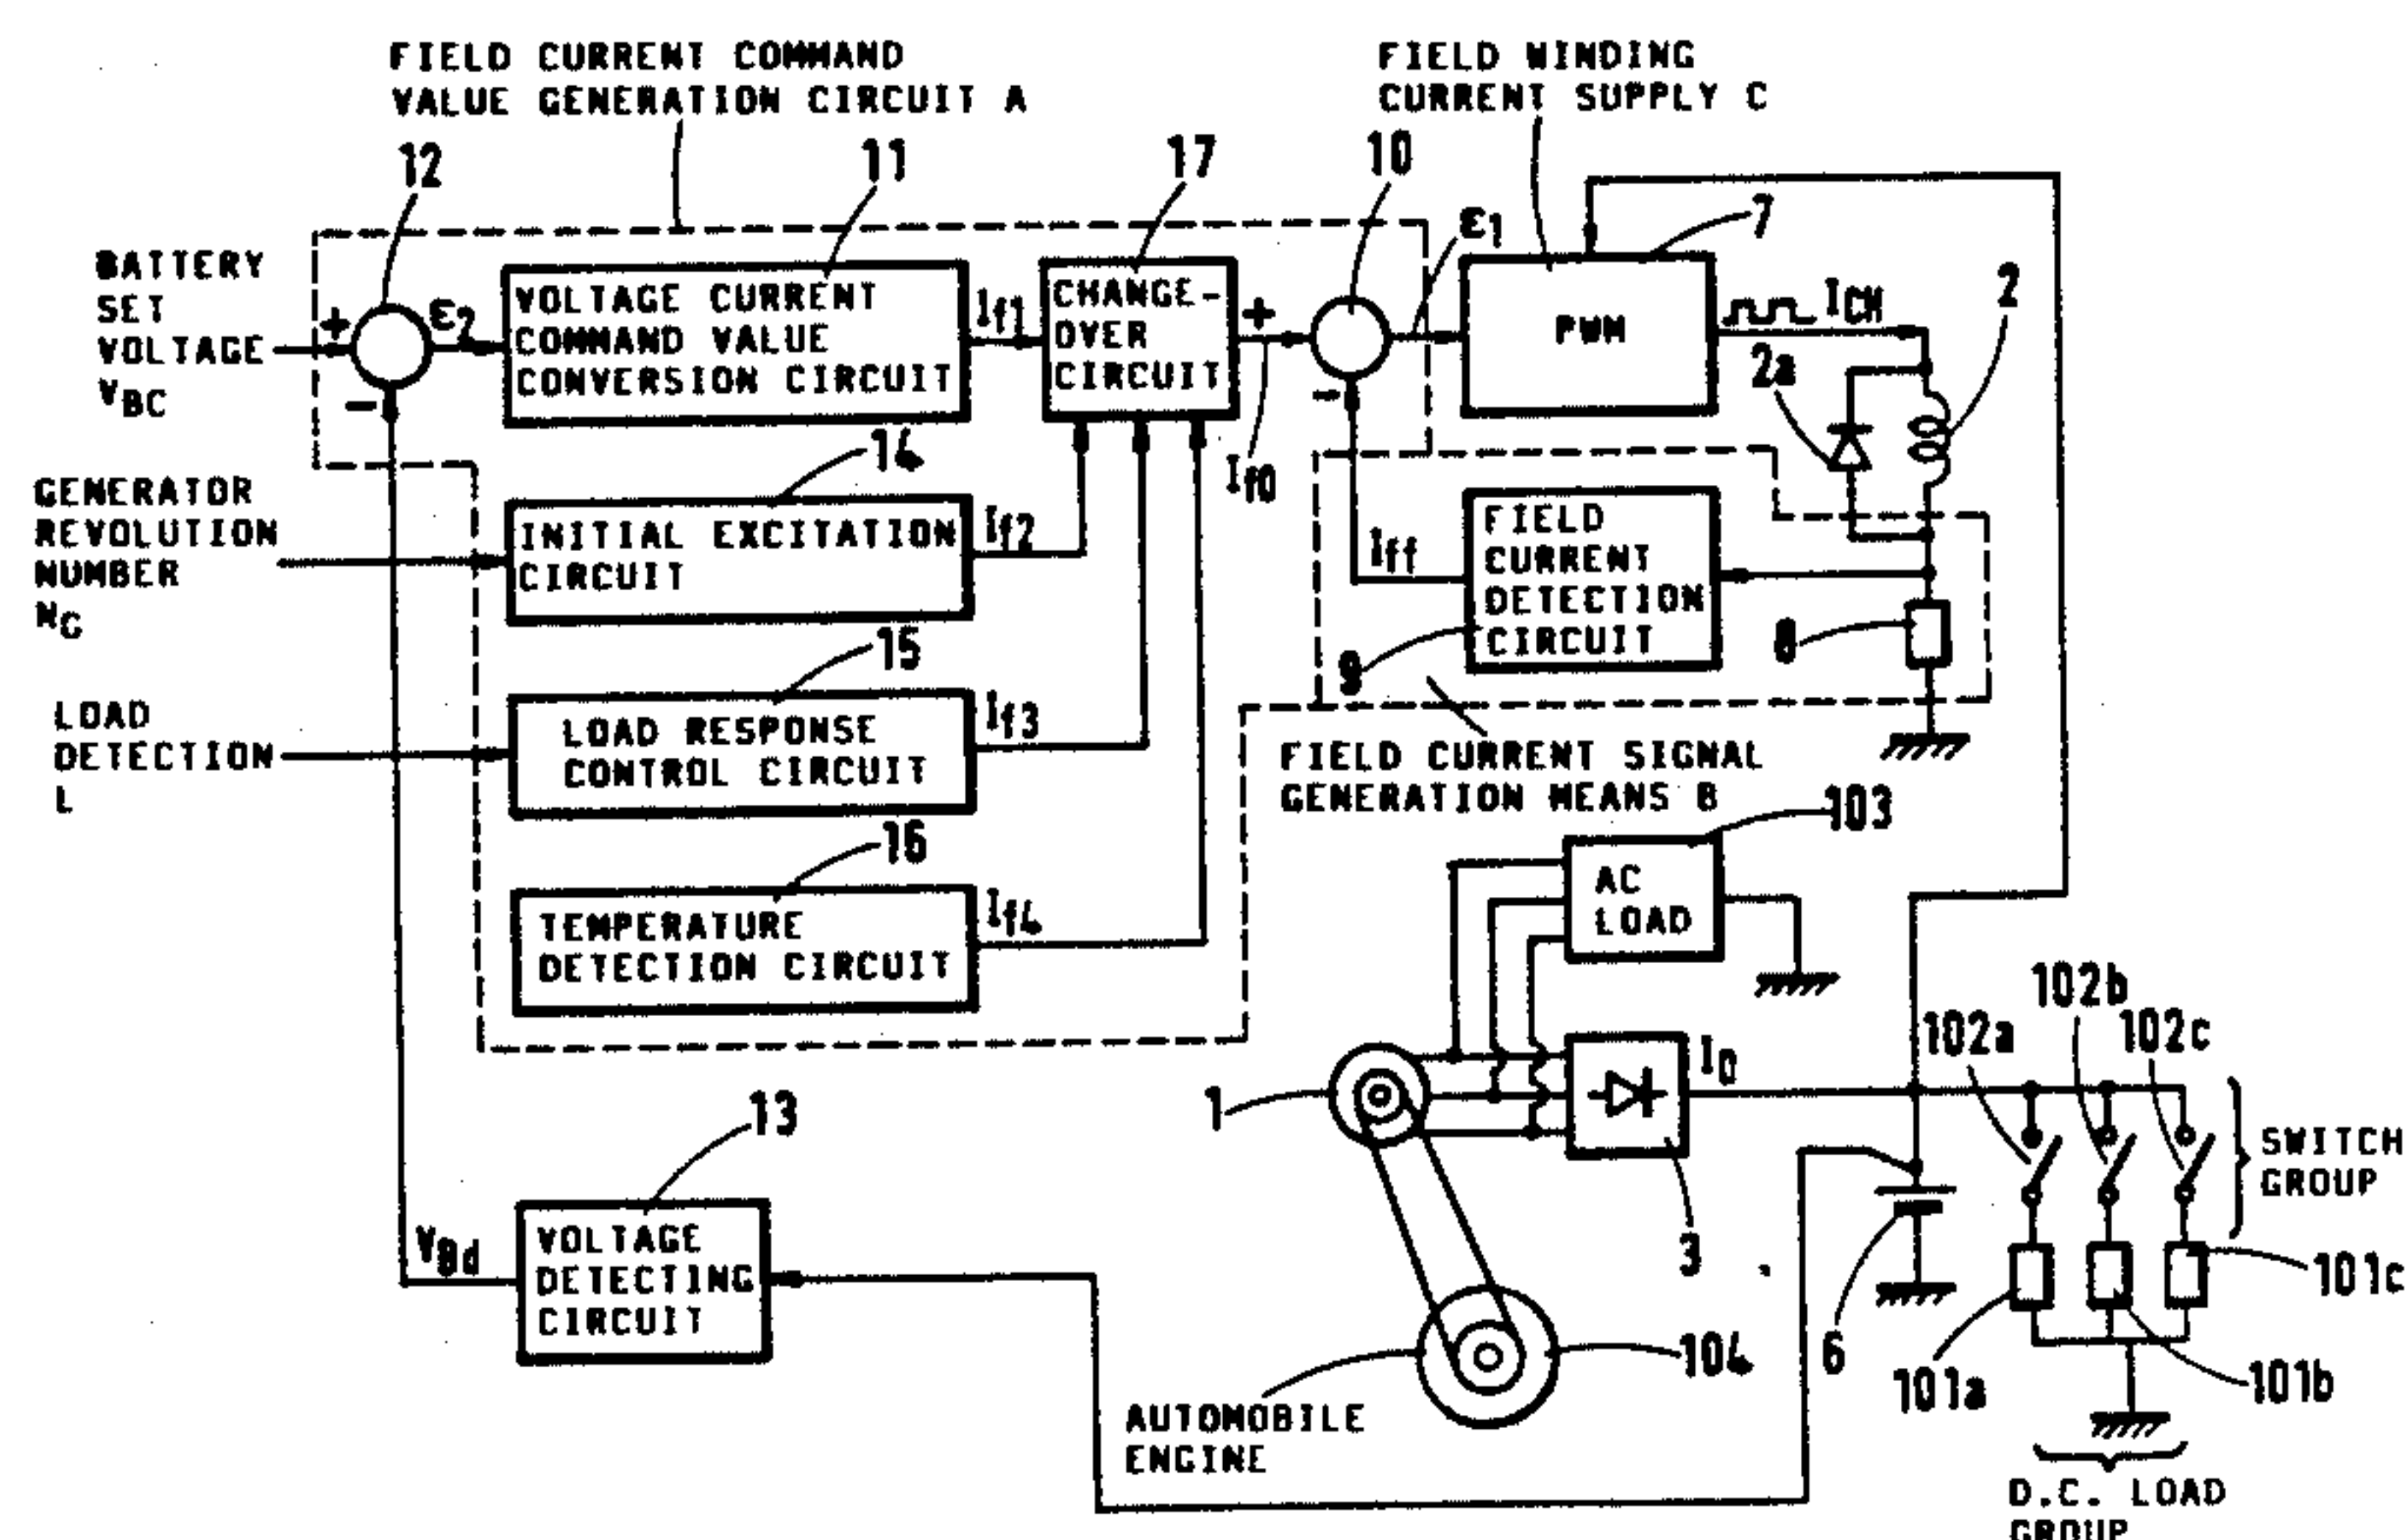 FIELD CURRENT COMMAND
VALUE GENERATION CIRCUIT A
FIELD WINDING
CURRENT SUPPLY C
12
11
17
10
7
2
2a
BATTERY
SET
VOLTAGE
VBC
+
-
ε2
VOLTAGE CURRENT
COMMAND VALUE
CONVERSION CIRCUIT
If1
CHANGE-
OVER
CIRCUIT
+
-
If0
ε1
PWM
ICH
GENERATOR
REVOLUTION
NUMBER
NG
14
INITIAL EXCITATION
CIRCUIT
If2
Iff
FIELD
CURRENT
DETECTION
CIRCUIT
9
8
LOAD
DETECTION
L
15
LOAD RESPONSE
CONTROL CIRCUIT
If3
FIELD CURRENT SIGNAL
GENERATION MEANS B
16
TEMPERATURE
DETECTION CIRCUIT
If4
103
AC
LOAD
102a
102b
102c
1
IO
3
SWITCH
GROUP
13
VBd
VOLTAGE
DETECTING
CIRCUIT
104
AUTOMOBILE
ENGINE
6
101a
101b
101c
D.C. LOAD
GROUP